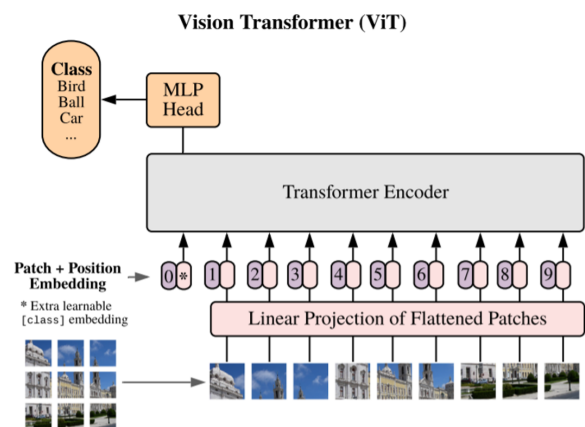 Vision Transformer (ViT)
Class
Bird
Ball
Car
...
MLP
Head
Transformer Encoder
Patch + Position
Embedding
0 * 1 2 3 4 5 6 7 8 9
* Extra learnable
[class] embedding
Linear Projection of Flattened Patches